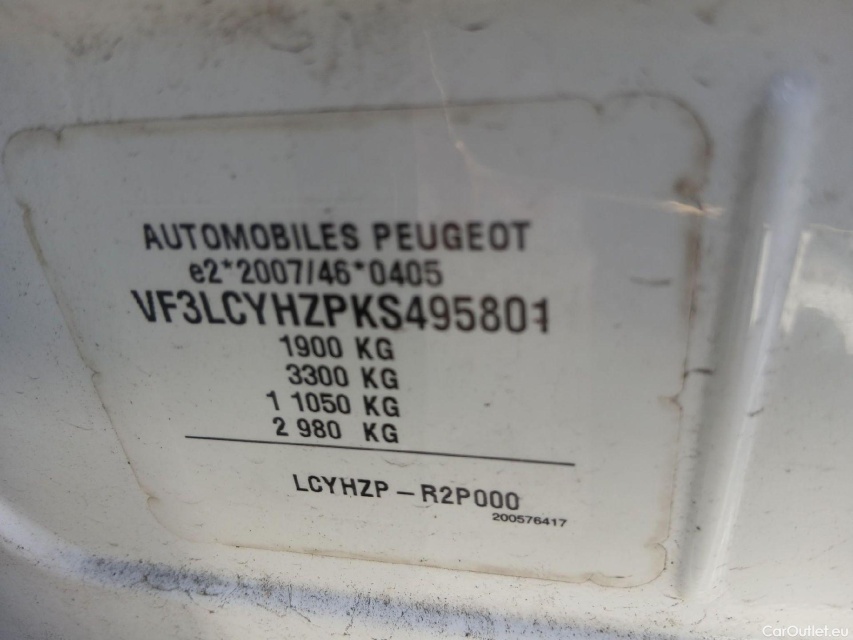 AUTOMOBILES PEUGEOT
e2*2007/46*0405
VF3LCYHZPKS495801
1900 KG
3300 KG
1 1050 KG
2 980 KG
LCYHZP - R2P000
200576417
CarOutlet.eu